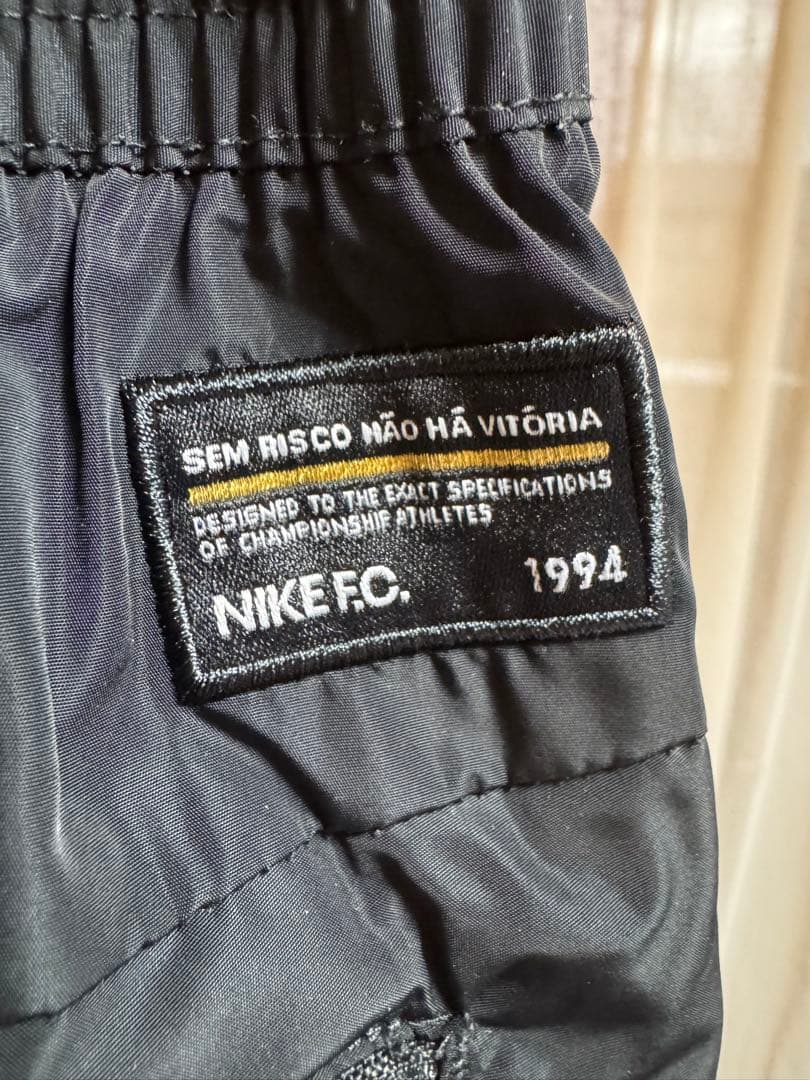 SEM RISCO NÃO HÁ VITÓRIA
DESIGNED TO THE EXACT SPECIFICATIONS
OF CHAMPIONSHIP ATHLETES
NIKE F.C. 1994